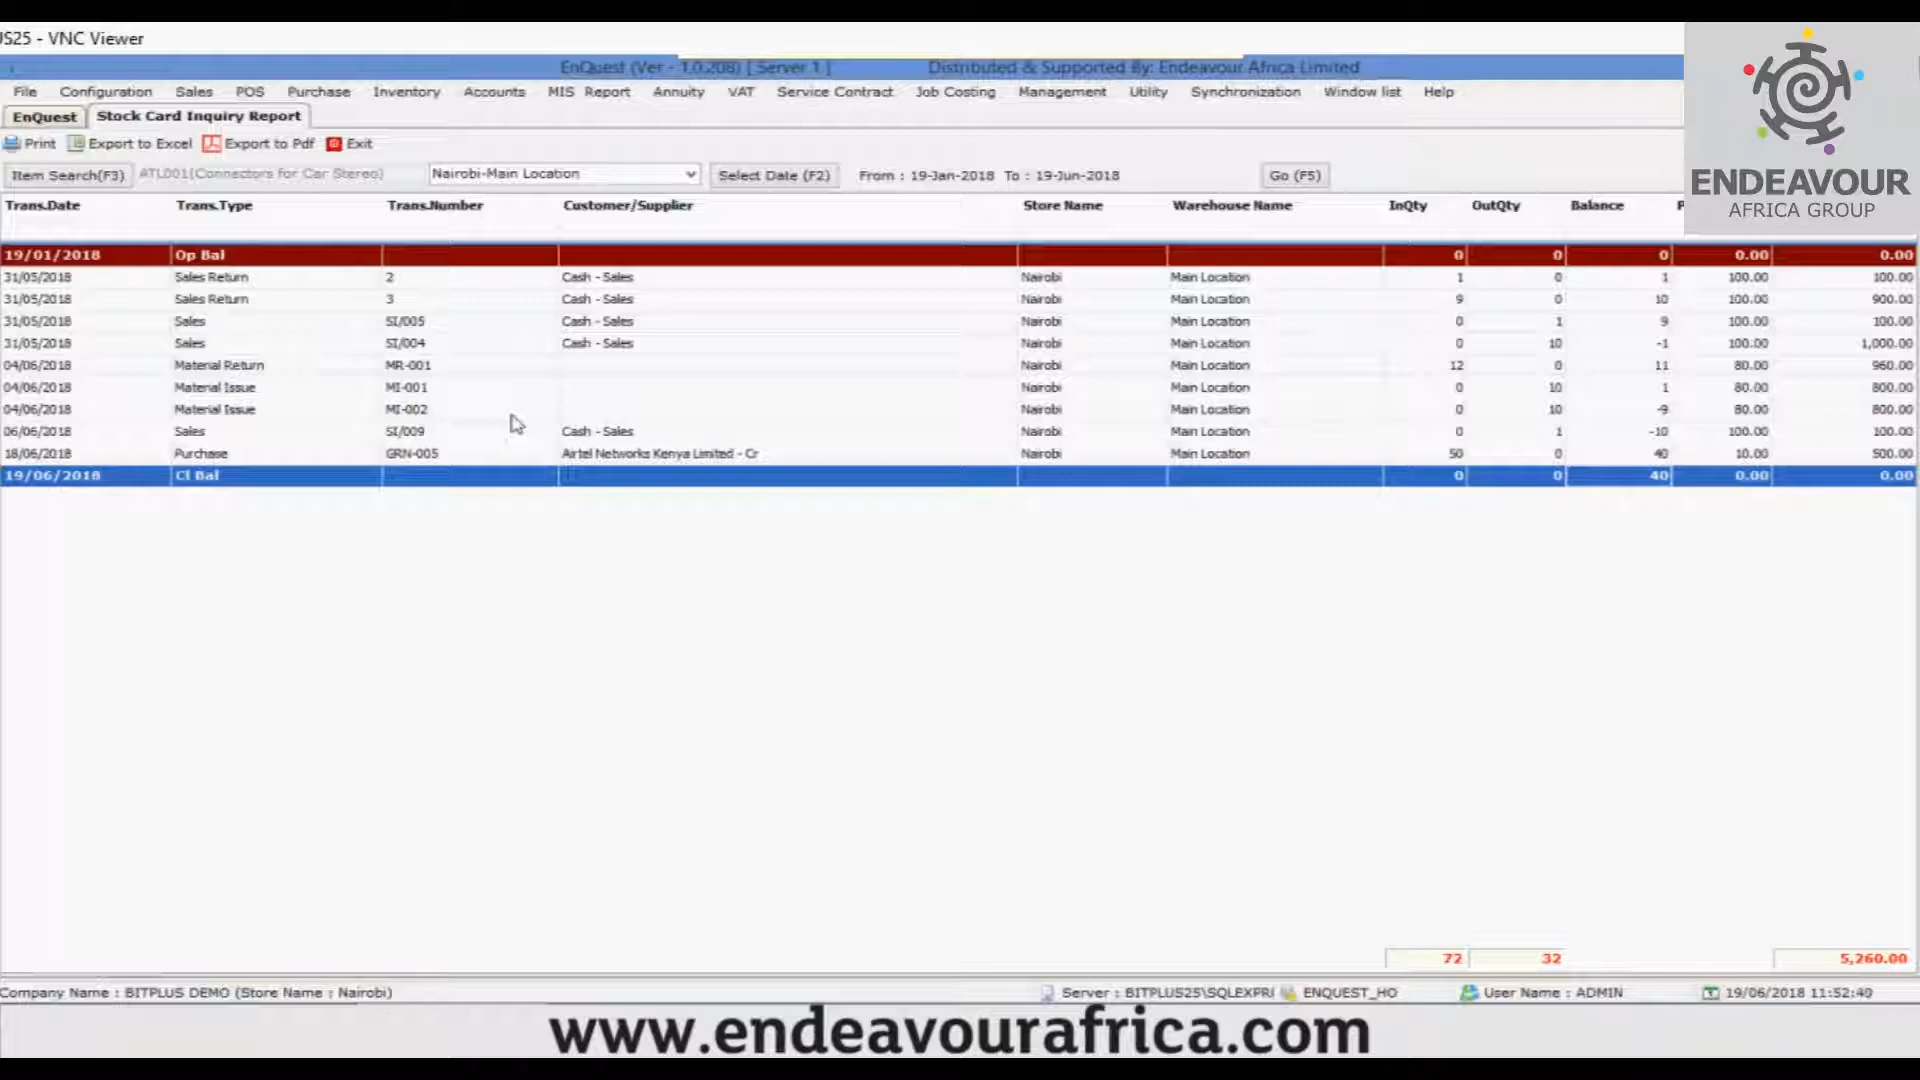 US25 - VNC Viewer
EnQuest (Ver - 1.0.208) [ Server 1 ] Distributed & Supported By: Endeavour Africa Limited
File Configuration Sales POS Purchase Inventory Accounts MIS Report Annuity VAT Service Contract Job Costing Management Utility Synchronization Window list Help
EnQuest Stock Card Inquiry Report
Print Export to Excel Export to Pdf Exit
Item Search(F3) ATL001(Connectors for Car Stereo) Nairobi-Main Location Select Date (F2) From : 19-Jan-2018 To : 19-Jun-2018 Go (F5)
ENDEAVOUR
AFRICA GROUP
Trans.Date Trans.Type Trans.Number Customer/Supplier Store Name Warehouse Name InQty OutQty Balance
19/01/2018 Op Bal 0 0 0 0.00 0.00
31/05/2018 Sales Return 2 Cash - Sales Nairobi Main Location 1 0 1 100.00 100.00
31/05/2018 Sales Return 3 Cash - Sales Nairobi Main Location 9 0 10 100.00 900.00
31/05/2018 Sales SI/005 Cash - Sales Nairobi Main Location 0 1 9 100.00 100.00
31/05/2018 Sales SI/004 Cash - Sales Nairobi Main Location 0 10 -1 100.00 1,000.00
04/06/2018 Material Return MR-001 Nairobi Main Location 12 0 11 80.00 960.00
04/06/2018 Material Issue MI-001 Nairobi Main Location 0 10 1 80.00 800.00
04/06/2018 Material Issue MI-002 Nairobi Main Location 0 10 -9 80.00 800.00
06/06/2018 Sales SI/009 Cash - Sales Nairobi Main Location 0 1 -10 100.00 100.00
18/06/2018 Purchase GRN-005 Airtel Networks Kenya Limited - Cr Nairobi Main Location 50 0 40 10.00 500.00
19/06/2018 Cl Bal 0 0 40 0.00 0.00
72 32 5,260.00
Company Name : BITPLUS DEMO (Store Name : Nairobi) Server : BITPLUS25\SQLEXPR ENQUEST_HO User Name : ADMIN 19/06/2018 11:52:40
www.endeavourafrica.com